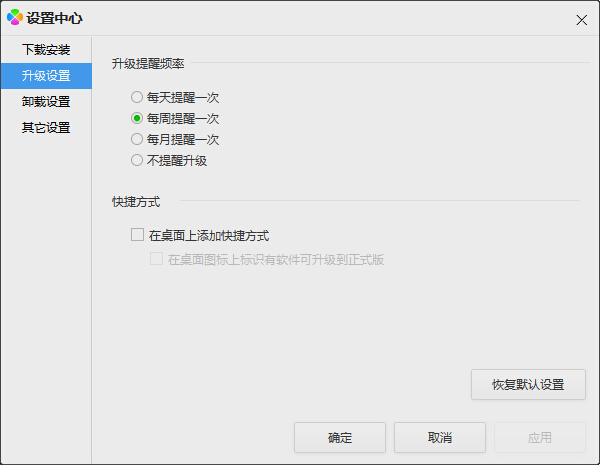 设置中心
下载安装
升级设置
卸载设置
其它设置
升级提醒频率
每天提醒一次
每周提醒一次
每月提醒一次
不提醒升级
快捷方式
在桌面上添加快捷方式
在桌面图标上标识有软件可升级到正式版
恢复默认设置
确定
取消
应用